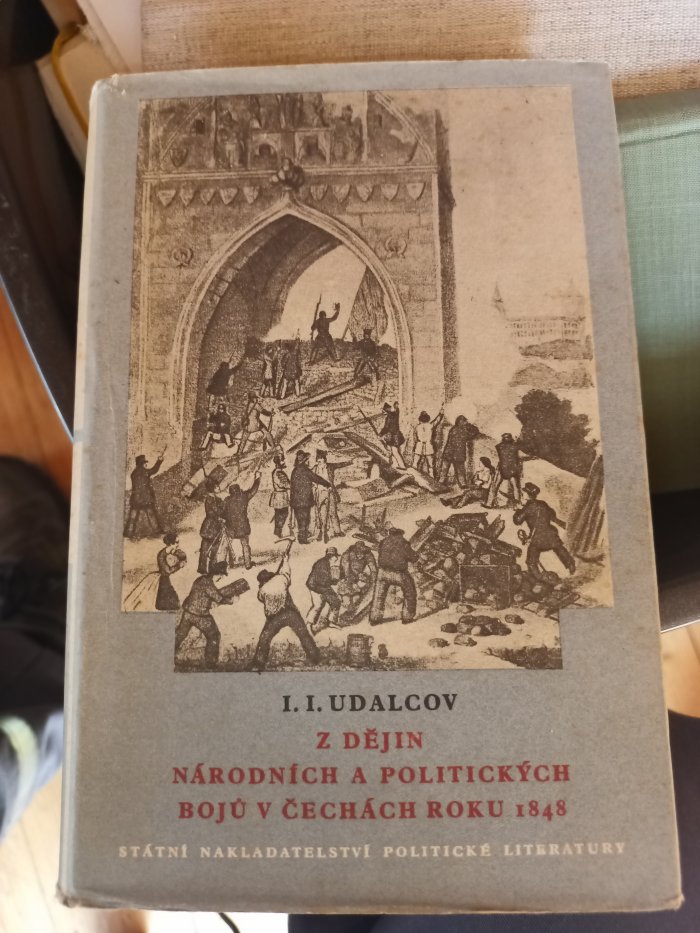 I. I. UDALCOV
Z DĚJIN
NÁRODNÍCH A POLITICKÝCH
BOJŮ V ČECHÁCH ROKU 1848
STÁTNÍ NAKLADATELSTVÍ POLITICKÉ LITERATURY